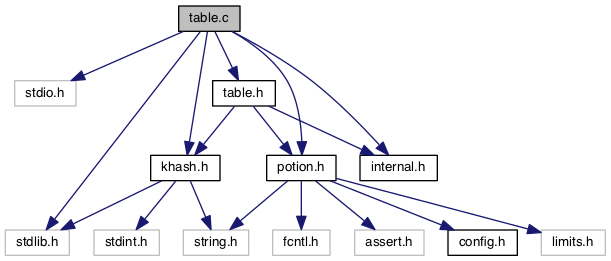 table.c
stdio.h
table.h
khash.h
potion.h
internal.h
stdlib.h
stdint.h
string.h
fcntl.h
assert.h
config.h
limits.h